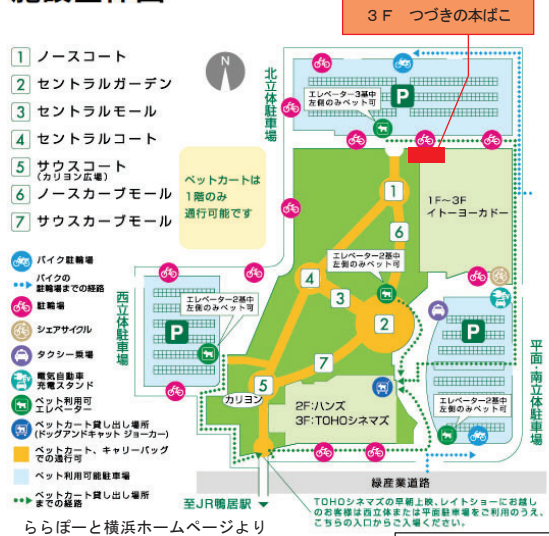 3F つづきの本ばこ
1 ノースコート
2 セントラルガーデン
3 セントラルモール
4 セントラルコート
5 サウスコート
(カリヨン広場)
6 ノースカーブモール
7 サウスカーブモール
N
ペットカートは
1階のみ
通行可能です
北立体駐車場
エレベーター3基中
左側のみペット可
P
1
1F～3F
イトーヨーカドー
6
エレベーター2基中
左側のみペット可
4
3
2
7
5
カリヨン
西立体駐車場
エレベーター2基中
左側のみペット可
P
P
平面・南立体駐車場
エレベーター2基中
左側のみペット可
2F:ハンズ
3F:TOHOシネマズ
バイク駐輪場
バイクの
駐輪場までの経路
駐輪場
シェアサイクル
タクシー乗場
電気自動車
充電スタンド
ペット利用可
エレベーター
ペットカート貸し出し場所
(ドッグアンドキャット ジョーカー)
ペットカート、キャリーバッグ
での通行可
ペット利用可能駐車場
ペットカート貸し出し場所
までの経路
緑産業道路
至JR鴨居駅
TOHOシネマズの早朝上映、レイトショーにお越し
のお客様は西立体または平面駐車場をご利用のうえ、
こちらの入口からご入場ください。
ららぽーと横浜ホームページより